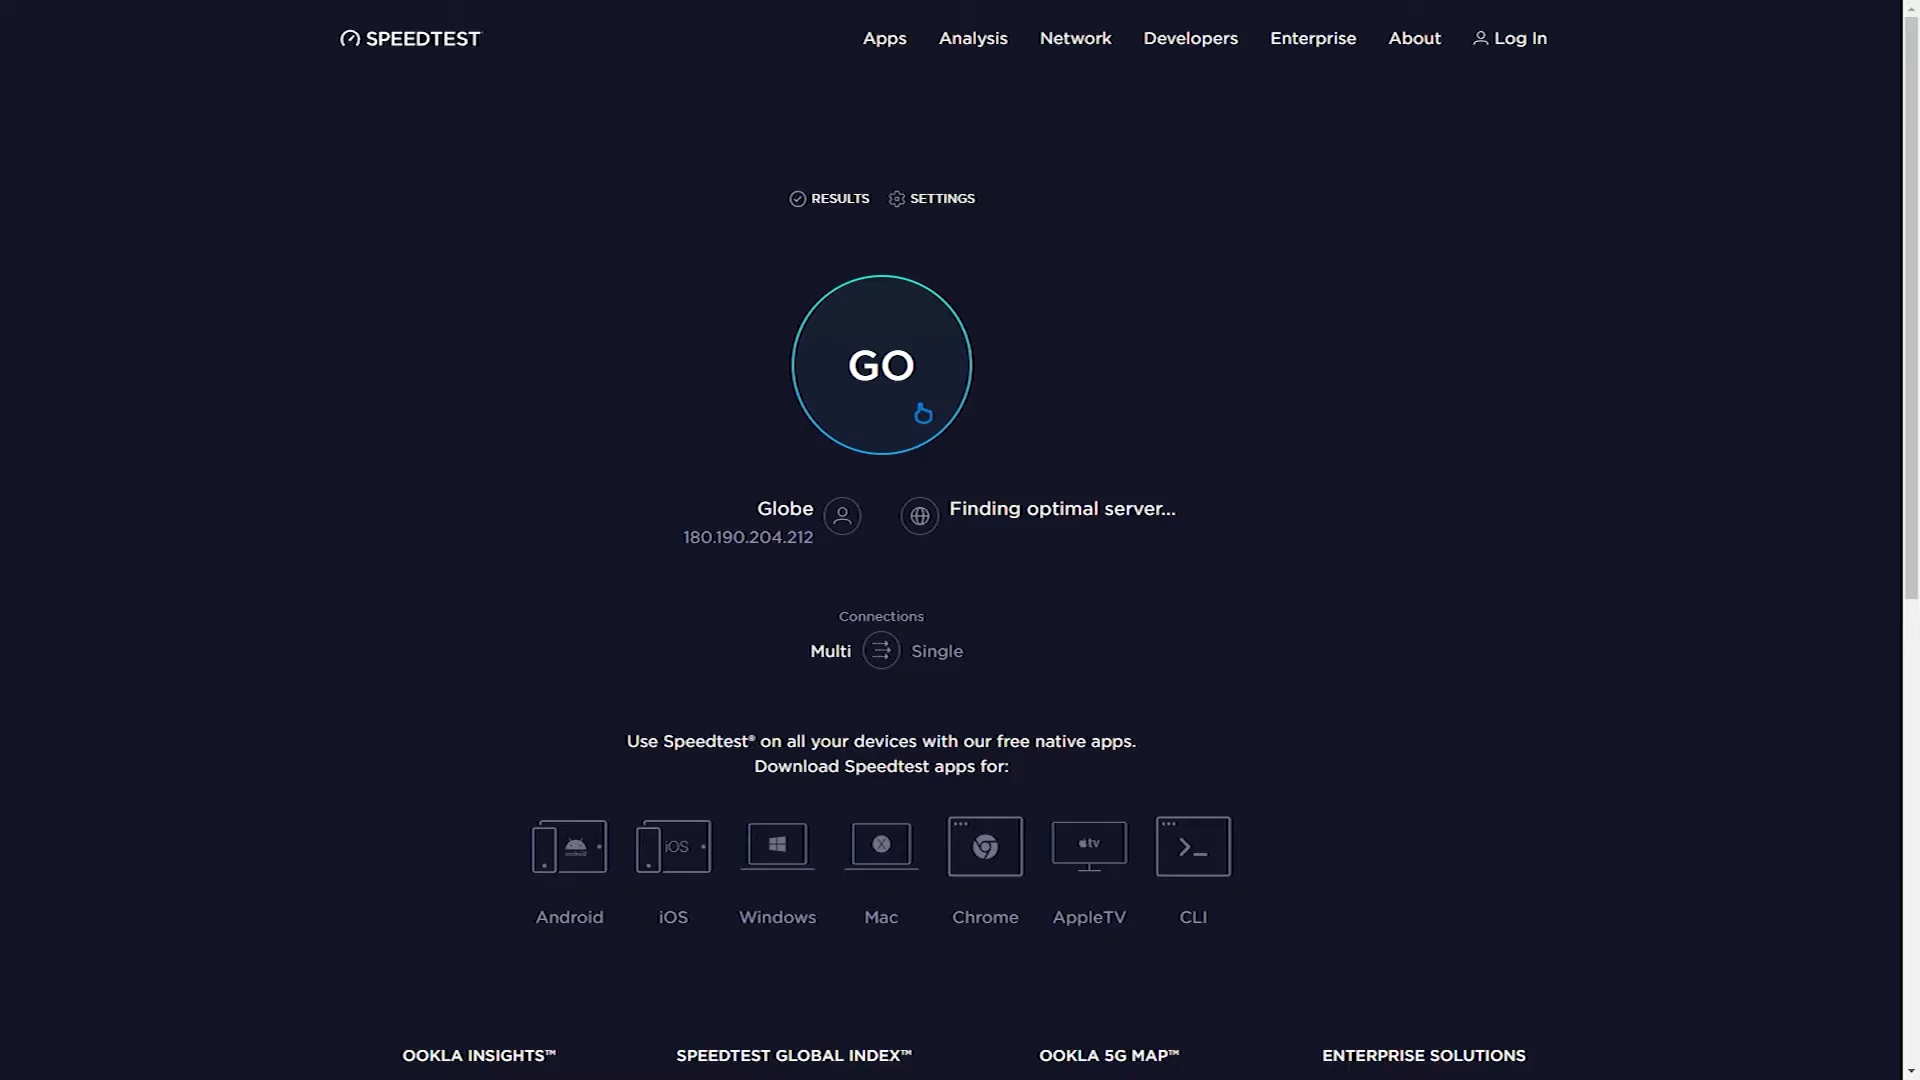 SPEEDTEST
Apps Analysis Network Developers Enterprise About Log In
RESULTS SETTINGS
GO
Globe
180.190.204.212
Finding optimal server...
Connections
Multi Single
Use Speedtest® on all your devices with our free native apps.
Download Speedtest apps for:
android iOS X tv
Android iOS Windows Mac Chrome AppleTV CLI
OOKLA INSIGHTS™ SPEEDTEST GLOBAL INDEX™ OOKLA 5G MAP™ ENTERPRISE SOLUTIONS